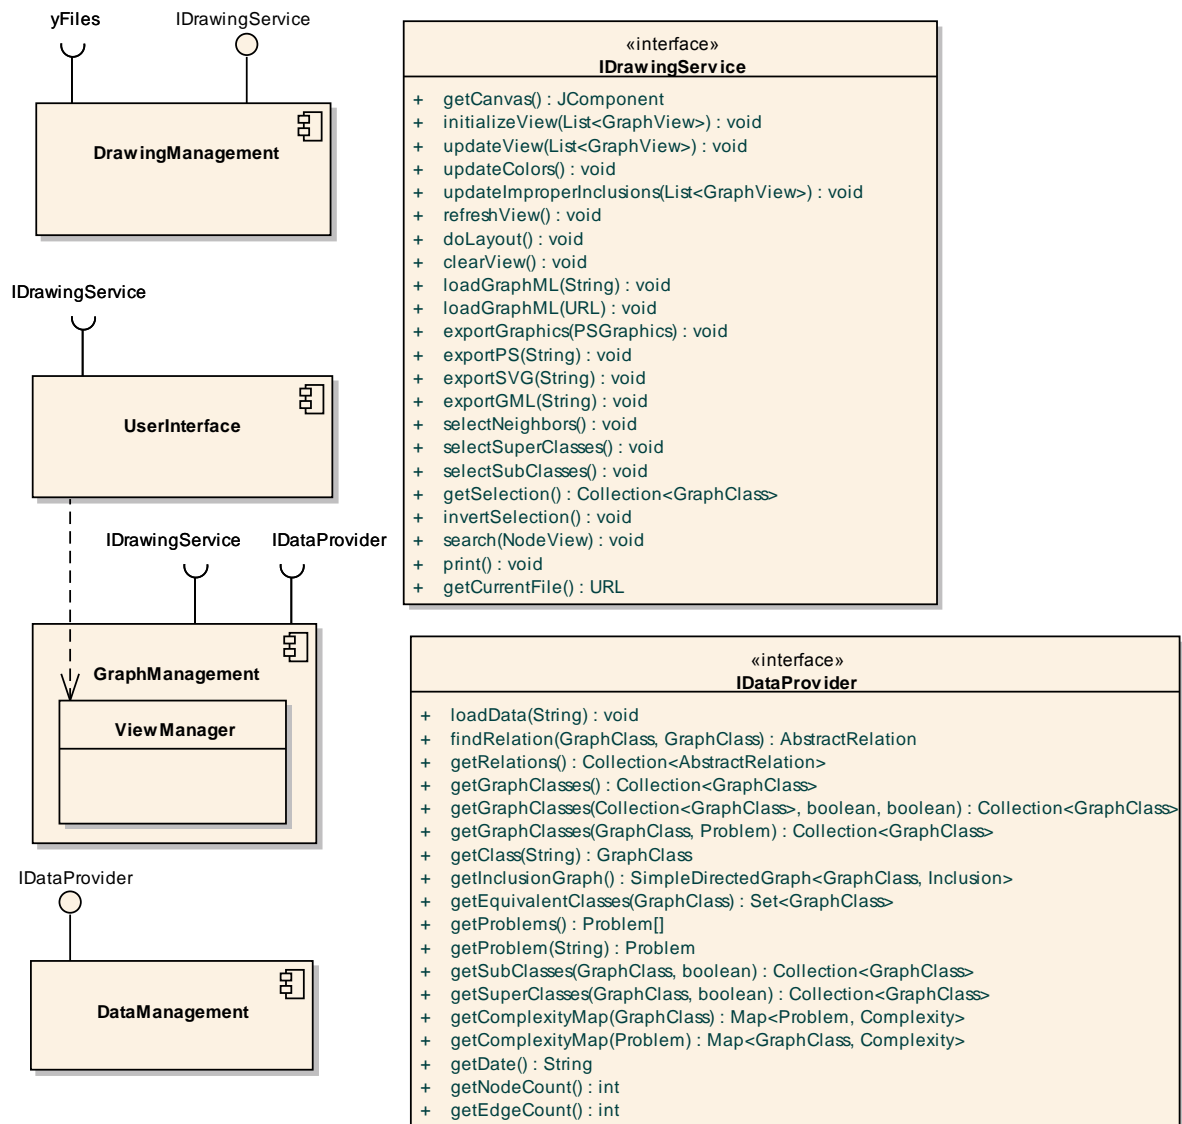 yFiles
IDrawingService
DrawingManagement
IDrawingService
UserInterface
IDrawingService
IDataProvider
GraphManagement
ViewManager
IDataProvider
DataManagement
«interface»
IDrawingService
+ getCanvas() : JComponent
+ initializeView(List<GraphView>) : void
+ updateView(List<GraphView>) : void
+ updateColors() : void
+ updateImproperInclusions(List<GraphView>) : void
+ refreshView() : void
+ doLayout() : void
+ clearView() : void
+ loadGraphML(String) : void
+ loadGraphML(URL) : void
+ exportGraphics(PSGraphics) : void
+ exportPS(String) : void
+ exportSVG(String) : void
+ exportGML(String) : void
+ selectNeighbors() : void
+ selectSuperClasses() : void
+ selectSubClasses() : void
+ getSelection() : Collection<GraphClass>
+ invertSelection() : void
+ search(NodeView) : void
+ print() : void
+ getCurrentFile() : URL
«interface»
IDataProvider
+ loadData(String) : void
+ findRelation(GraphClass, GraphClass) : AbstractRelation
+ getRelations() : Collection<AbstractRelation>
+ getGraphClasses() : Collection<GraphClass>
+ getGraphClasses(Collection<GraphClass>, boolean, boolean) : Collection<GraphClass>
+ getGraphClasses(GraphClass, Problem) : Collection<GraphClass>
+ getClass(String) : GraphClass
+ getInclusionGraph() : SimpleDirectedGraph<GraphClass, Inclusion>
+ getEquivalentClasses(GraphClass) : Set<GraphClass>
+ getProblems() : Problem[]
+ getProblem(String) : Problem
+ getSubClasses(GraphClass, boolean) : Collection<GraphClass>
+ getSuperClasses(GraphClass, boolean) : Collection<GraphClass>
+ getComplexityMap(GraphClass) : Map<Problem, Complexity>
+ getComplexityMap(Problem) : Map<GraphClass, Complexity>
+ getDate() : String
+ getNodeCount() : int
+ getEdgeCount() : int